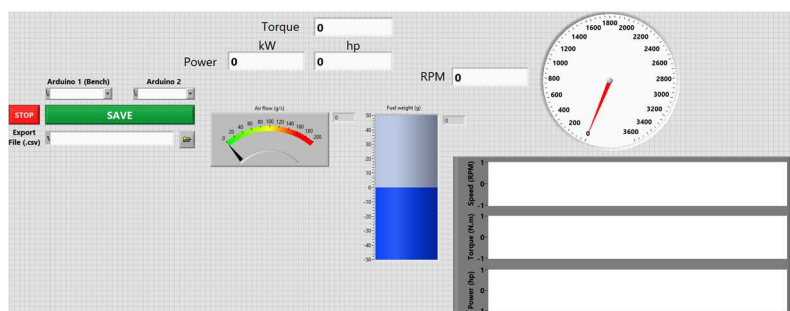 Torque 0
kW hp
Power 0 0
RPM 0
Arduino 1 (Bench) Arduino 2
STOP SAVE
Export
File (.csv)
Air flow (g/s)
0 20 40 60 80 100 120 140 160 180 200
0
Fuel weight (g)
50
40
30
20
10
0
-10
-20
-30
-40
-50
0
0 200 400 600 800 1000 1200 1400 1600 1800 2000 2200 2400 2600 2800 3000 3200 3400 3600
Speed (RPM)
1
0
-1
Torque (N.m)
1
0
-1
Power (hp)
1
0
-1